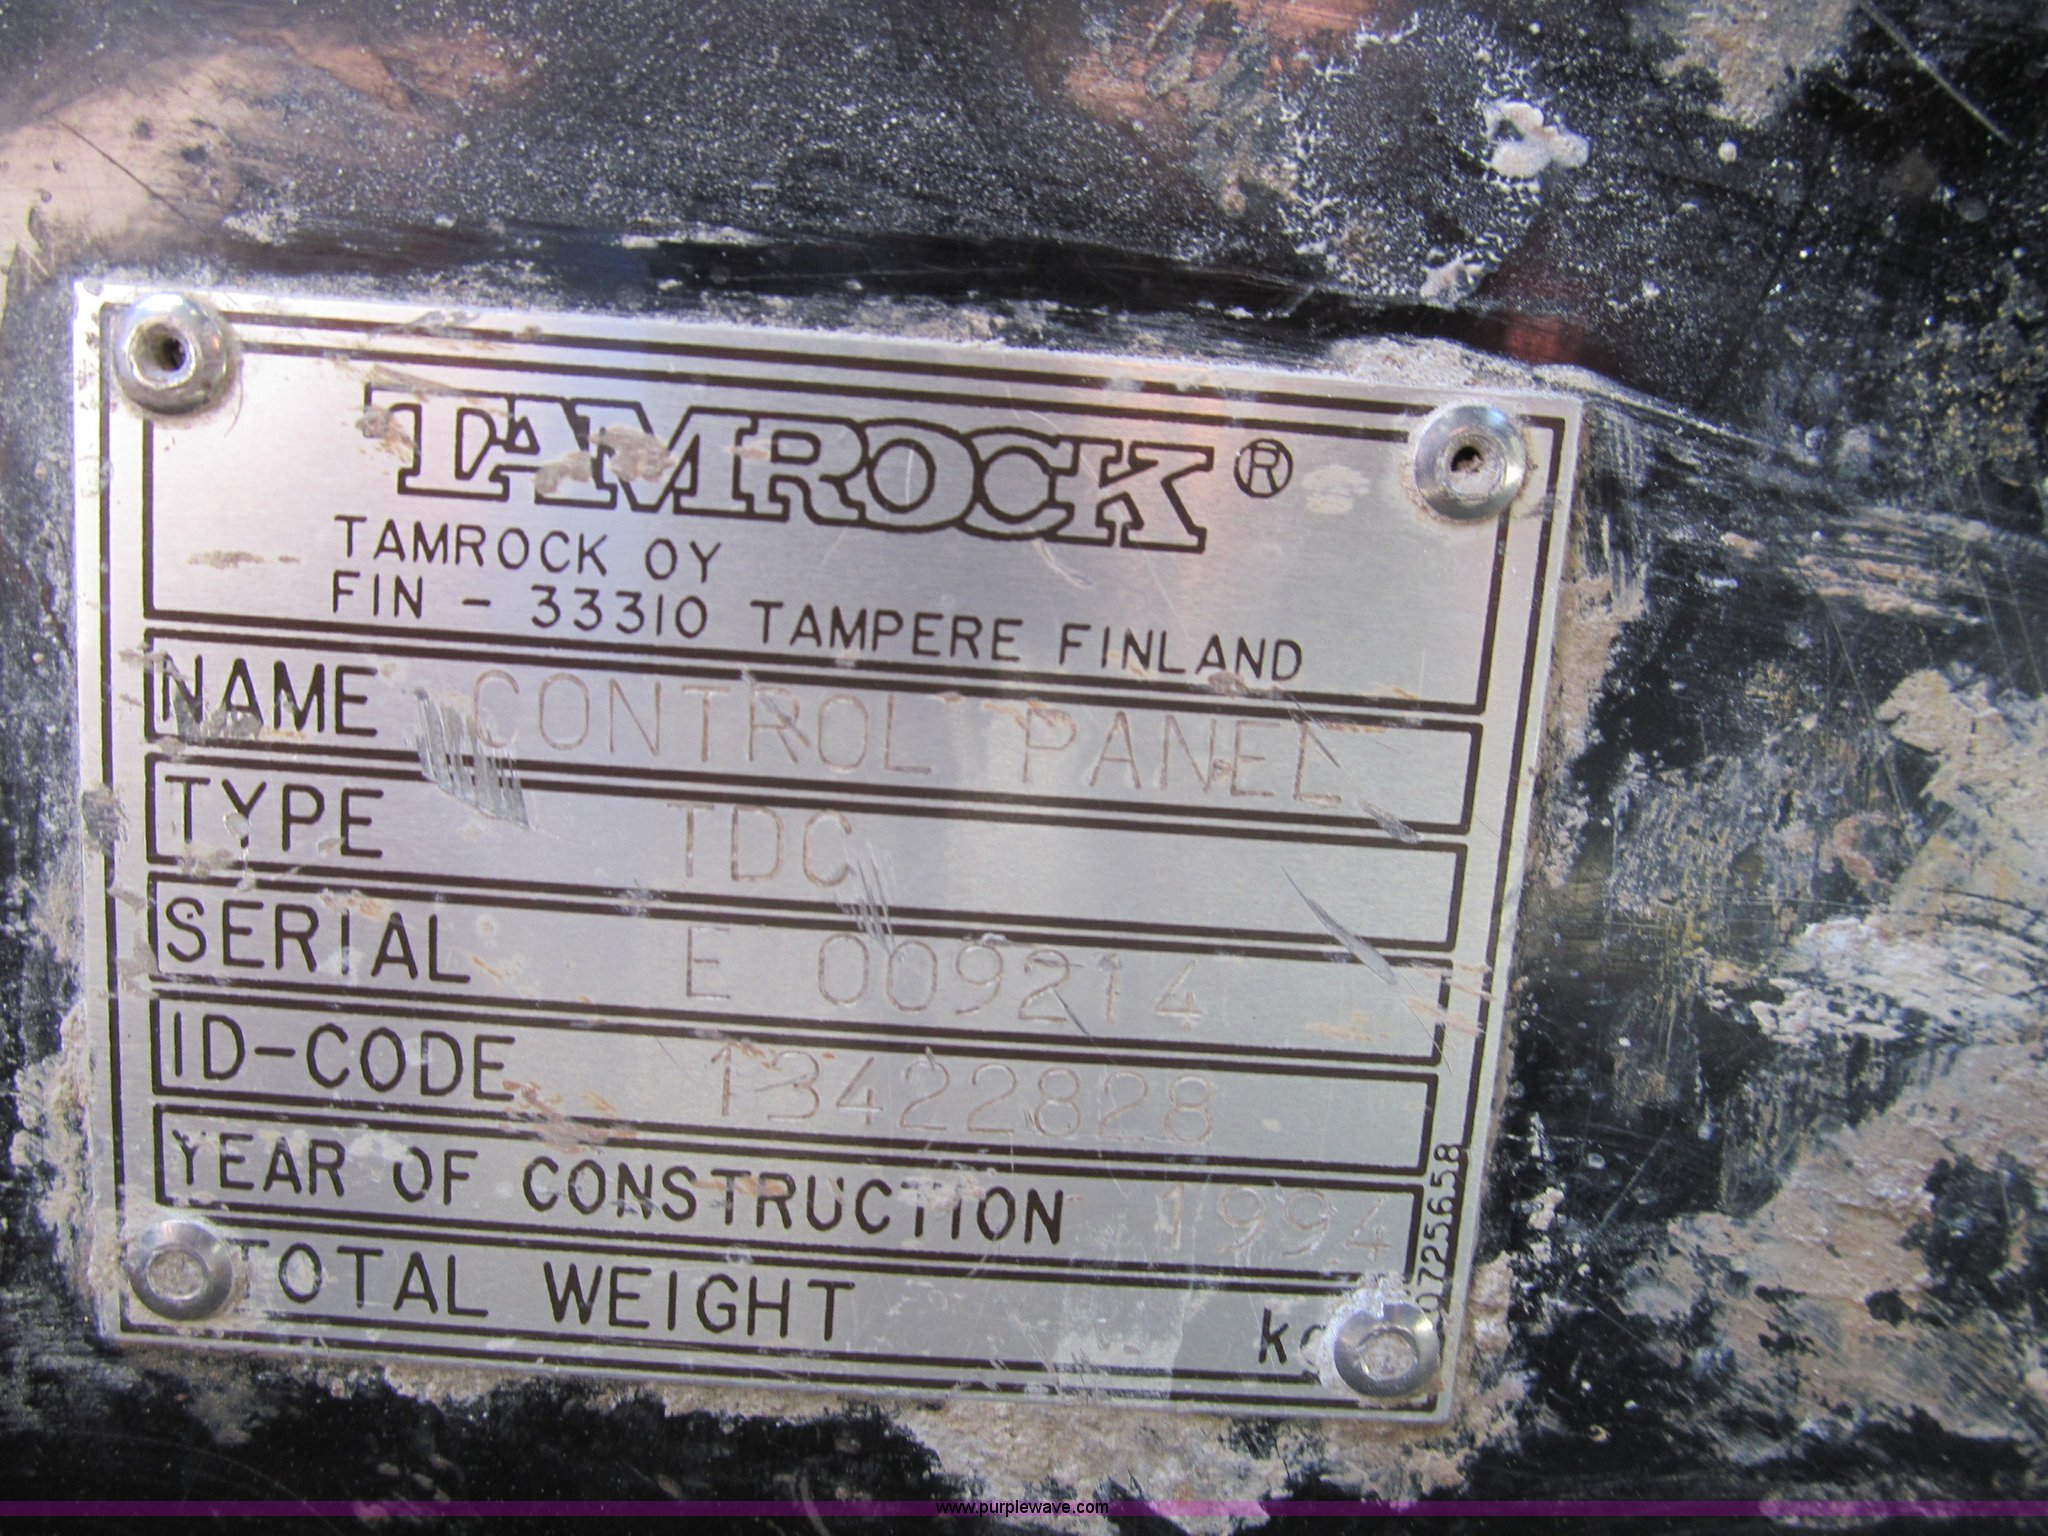 TAMROCK®
TAMROCK OY
FIN - 33310 TAMPERE FINLAND
NAME CONTROL PANEL
TYPE TDC
SERIAL E 009214
ID-CODE 13422828
YEAR OF CONSTRUCTION 1994
TOTAL WEIGHT
0725658
www.purplewave.com